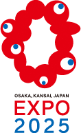 OSAKA, KANSAI, JAPAN
EXPO
2025